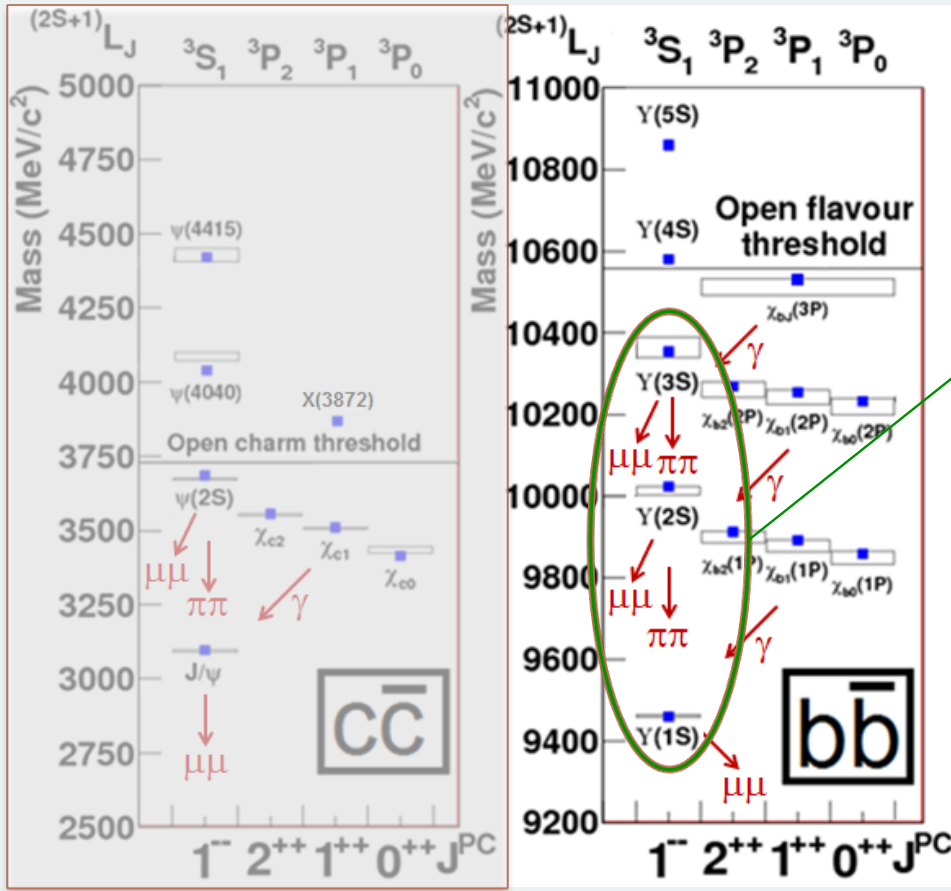 (2S+1)L_J ³S₁ ³P₂ ³P₁ ³P₀
Mass (MeV/c²)
5000
4750
4500
4250
4000
3750
3500
3250
3000
2750
2500
ψ(4415)
ψ(4040)
X(3872)
Open charm threshold
ψ(2S)
χc2
χc1
χc0
μμ
ππ
γ
J/ψ
μμ
cc̅
1⁻⁻ 2⁺⁺ 1⁺⁺ 0⁺⁺ J^PC
(2S+1)L_J ³S₁ ³P₂ ³P₁ ³P₀
Mass (MeV/c²)
11000
10800
10600
10400
10200
10000
9800
9600
9400
9200
Υ(5S)
Open flavour
threshold
Υ(4S)
χbJ(3P)
γ
Υ(3S)
χb2(2P) χb1(2P) χb0(2P)
μμ ππ
γ
Υ(2S)
χb2(1P) χb1(1P) χb0(1P)
μμ
ππ
γ
Υ(1S)
μμ
bb̅
1⁻⁻ 2⁺⁺ 1⁺⁺ 0⁺⁺ J^PC